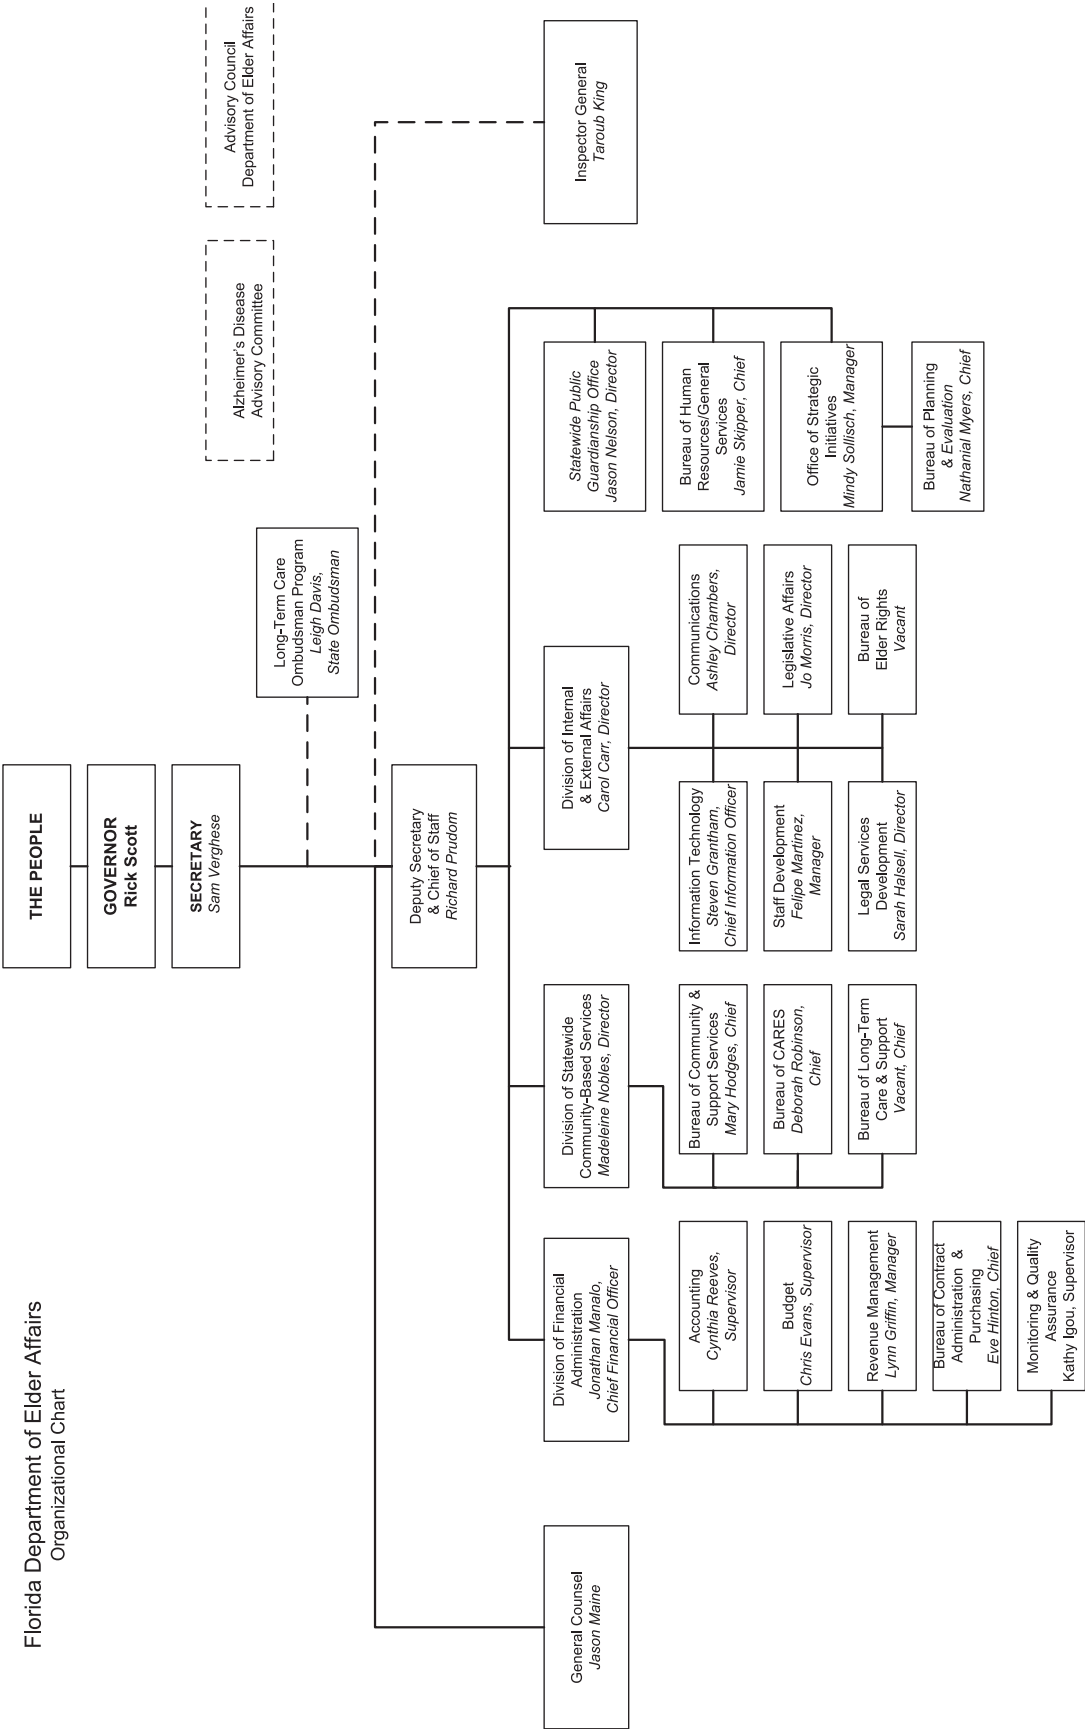 Florida Department of Elder Affairs
Organizational Chart
THE PEOPLE
GOVERNOR
Rick Scott
SECRETARY
Sam Verghese
Alzheimer's Disease
Advisory Committee
Advisory Council
Department of Elder Affairs
Long-Term Care
Ombudsman Program
Leigh Davis,
State Ombudsman
Deputy Secretary
& Chief of Staff
Richard Prudom
General Counsel
Jason Maine
Division of Financial
Administration
Jonathan Manalo,
Chief Financial Officer
Accounting
Cynthia Reeves,
Supervisor
Budget
Chris Evans, Supervisor
Revenue Management
Lynn Griffin, Manager
Bureau of Contract
Administration &
Purchasing
Eve Hinton, Chief
Monitoring & Quality
Assurance
Kathy Igou, Supervisor
Division of Statewide
Community-Based Services
Madeleine Nobles, Director
Bureau of Community &
Support Services
Mary Hodges, Chief
Bureau of CARES
Deborah Robinson,
Chief
Bureau of Long-Term
Care & Support
Vacant, Chief
Division of Internal
& External Affairs
Carol Carr, Director
Information Technology
Steven Grantham,
Chief Information Officer
Staff Development
Felipe Martinez,
Manager
Legal Services
Development
Sarah Halsell, Director
Communications
Ashley Chambers,
Director
Legislative Affairs
Jo Morris, Director
Bureau of
Elder Rights
Vacant
Statewide Public
Guardianship Office
Jason Nelson, Director
Bureau of Human
Resources/General
Services
Jamie Skipper, Chief
Office of Strategic
Initiatives
Mindy Sollisch, Manager
Bureau of Planning
& Evaluation
Nathanial Myers, Chief
Inspector General
Taroub King